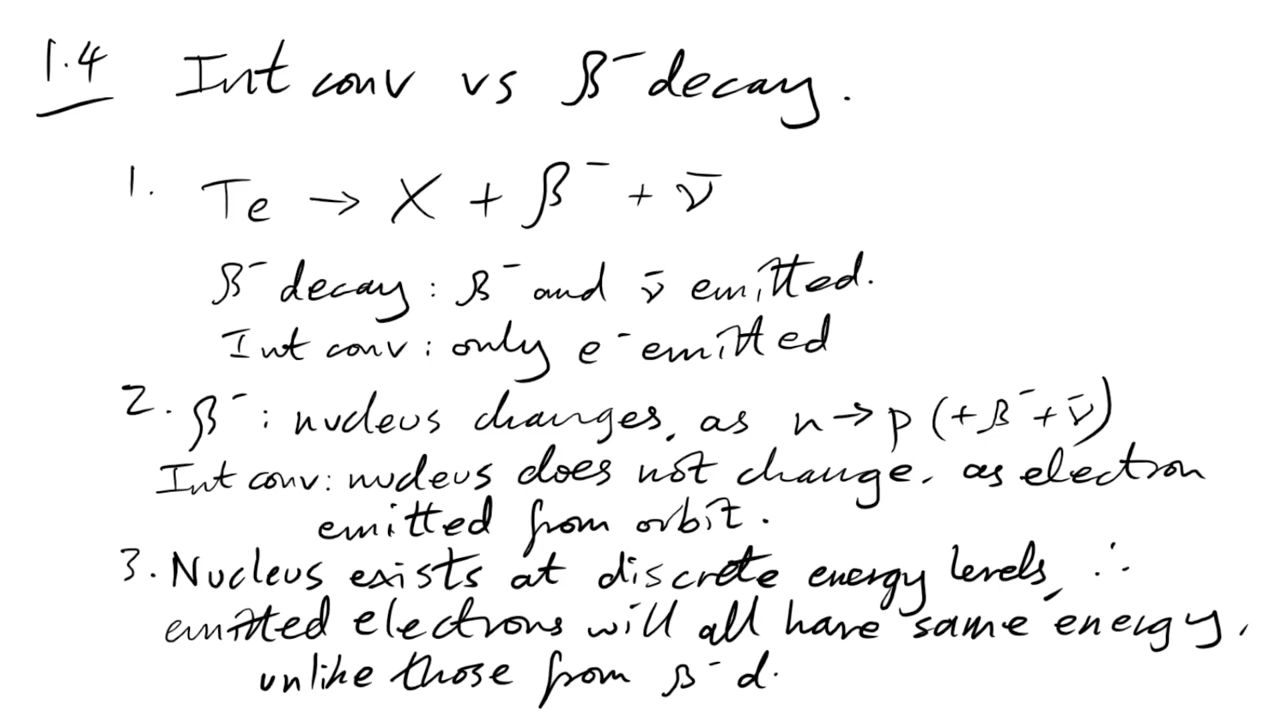 1.4 Int conv vs β⁻ decay.
1. Te → X + β⁻ + ν̄
β⁻ decay : β⁻ and ν̄ emitted.
Int conv : only e⁻ emitted
2. β⁻ : nucleus changes, as n → p (+ β⁻ + ν̄)
Int conv: nucleus does not change, as electron
emitted from orbit.
3. Nucleus exists at discrete energy levels, ∴
emitted electrons will all have same energy,
unlike those from β⁻ d.